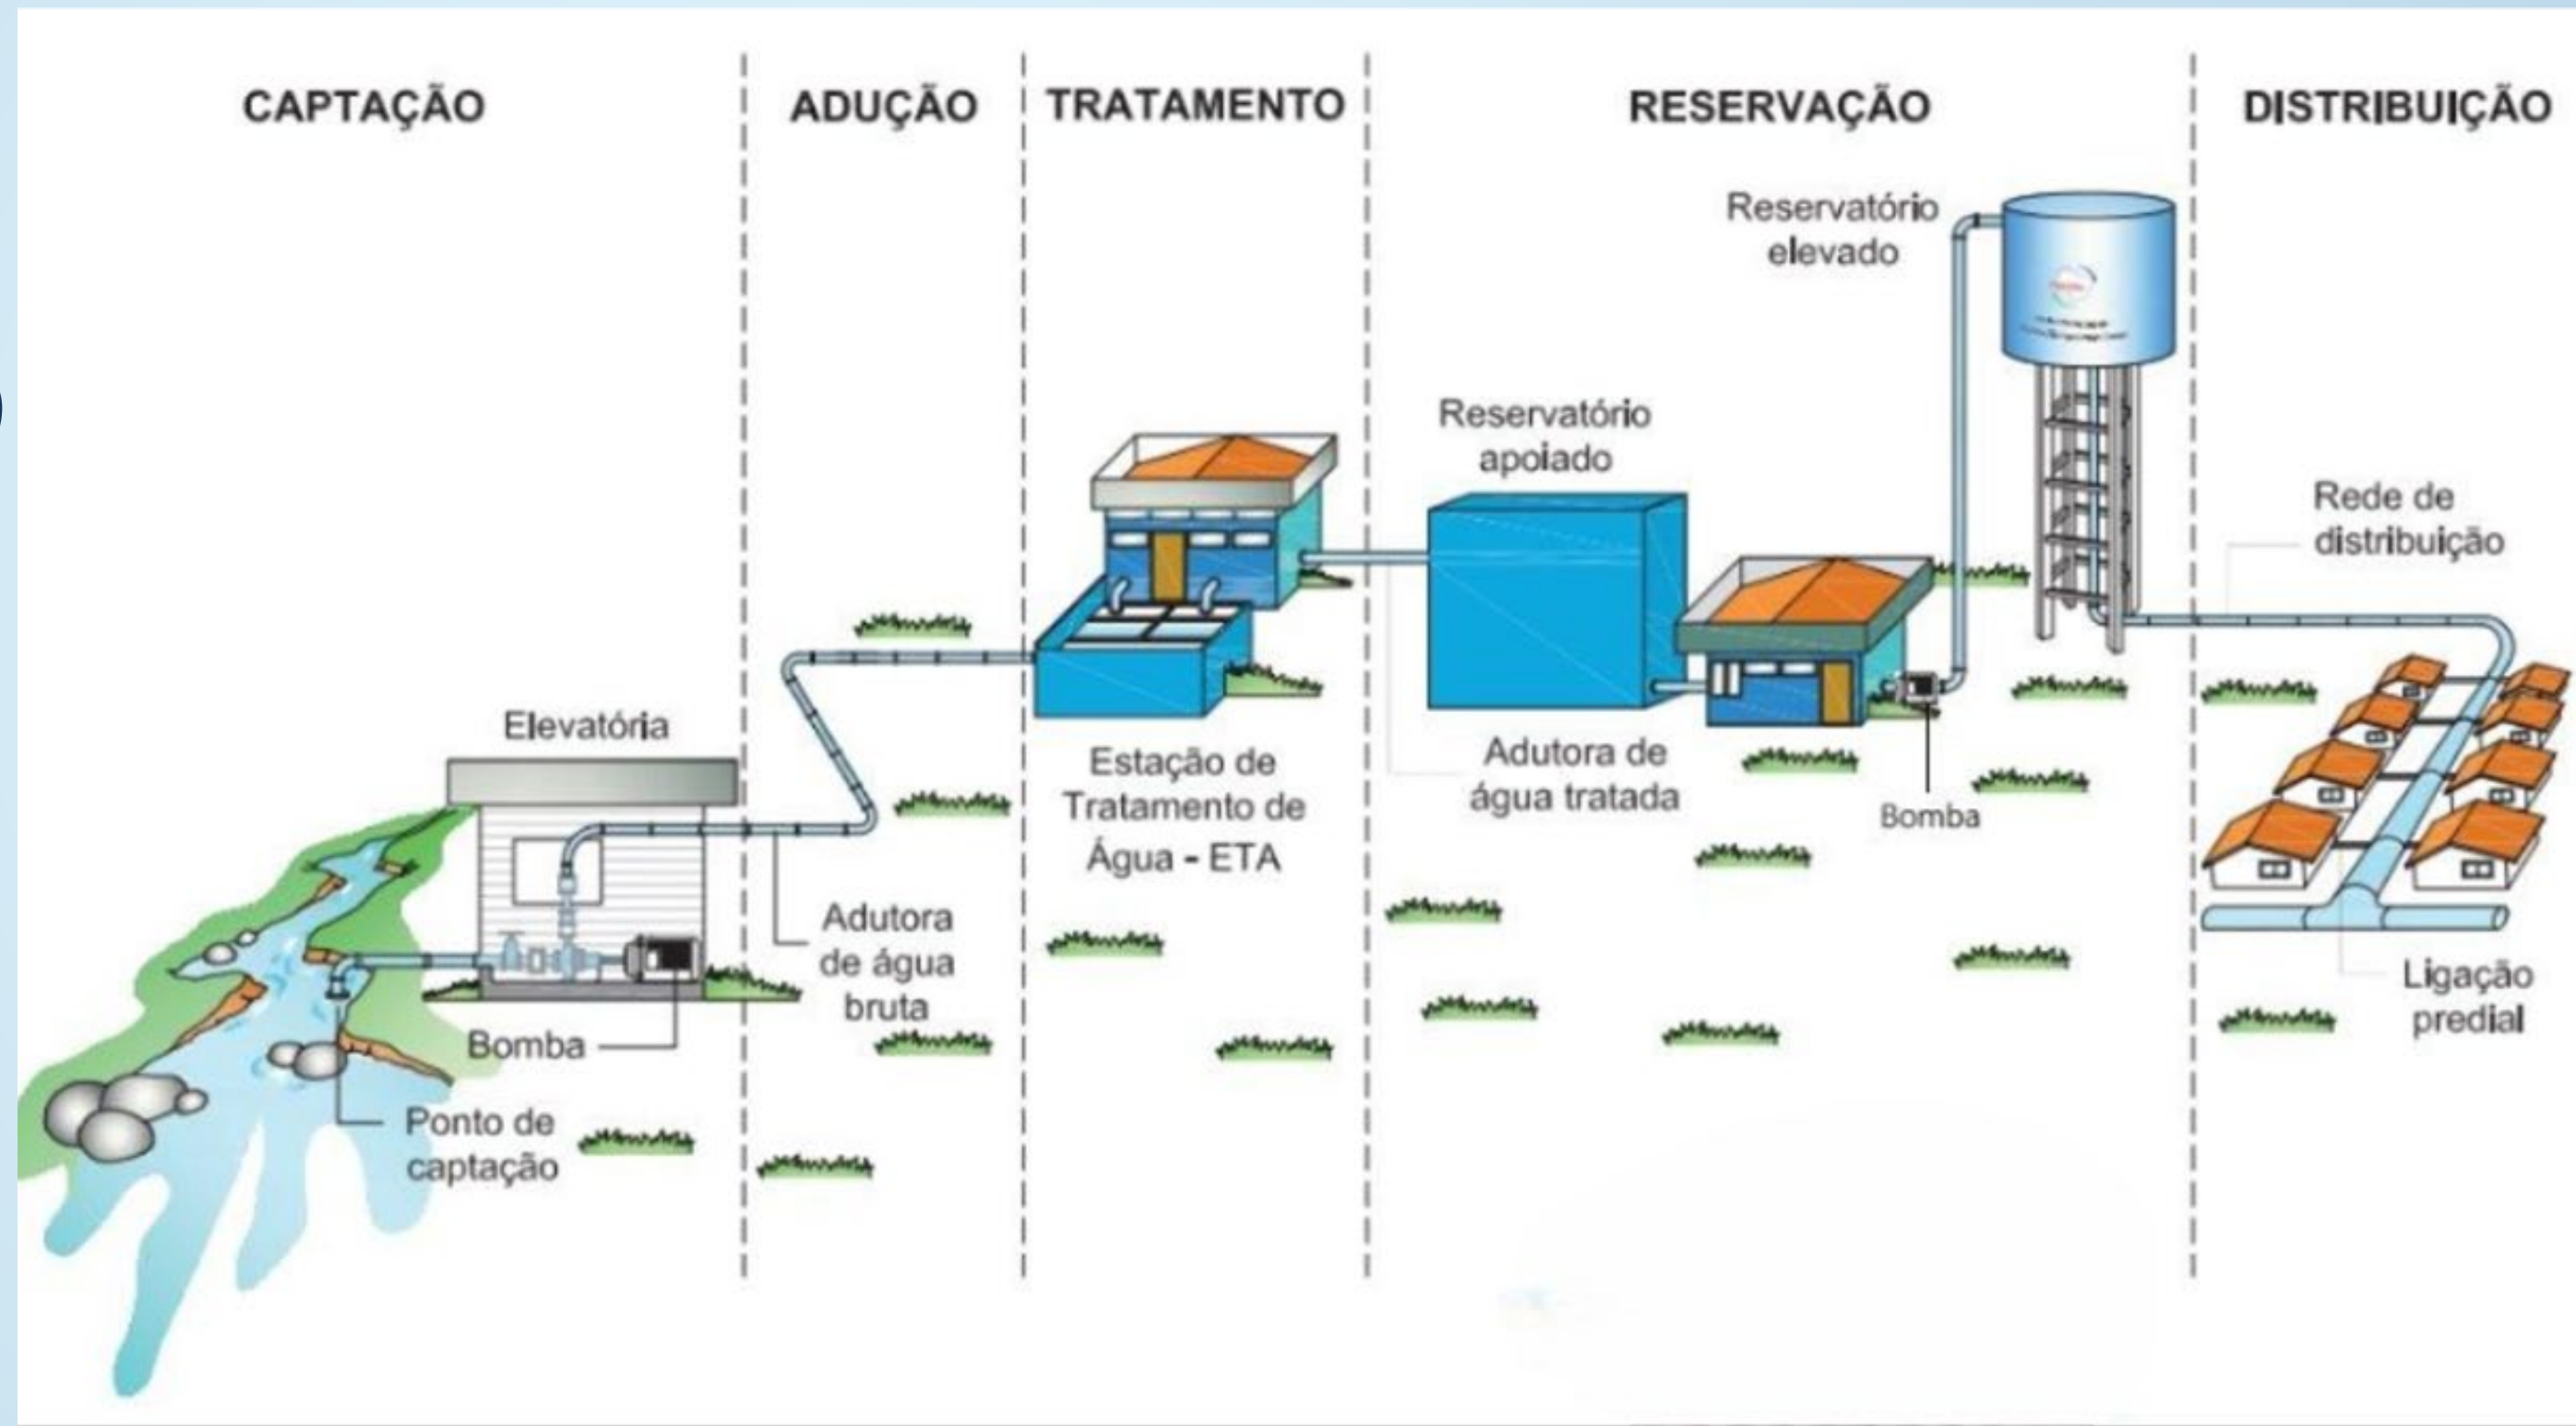 CAPTAÇÃO
ADUÇÃO
TRATAMENTO
RESERVAÇÃO
DISTRIBUIÇÃO
Reservatório
elevado
Reservatório
apoiado
Rede de
distribuição
Elevatória
Estação de
Tratamento de
Água - ETA
Adutora de
água tratada
Bomba
Adutora
de água
bruta
Bomba
Ligação
predial
Ponto de
captação